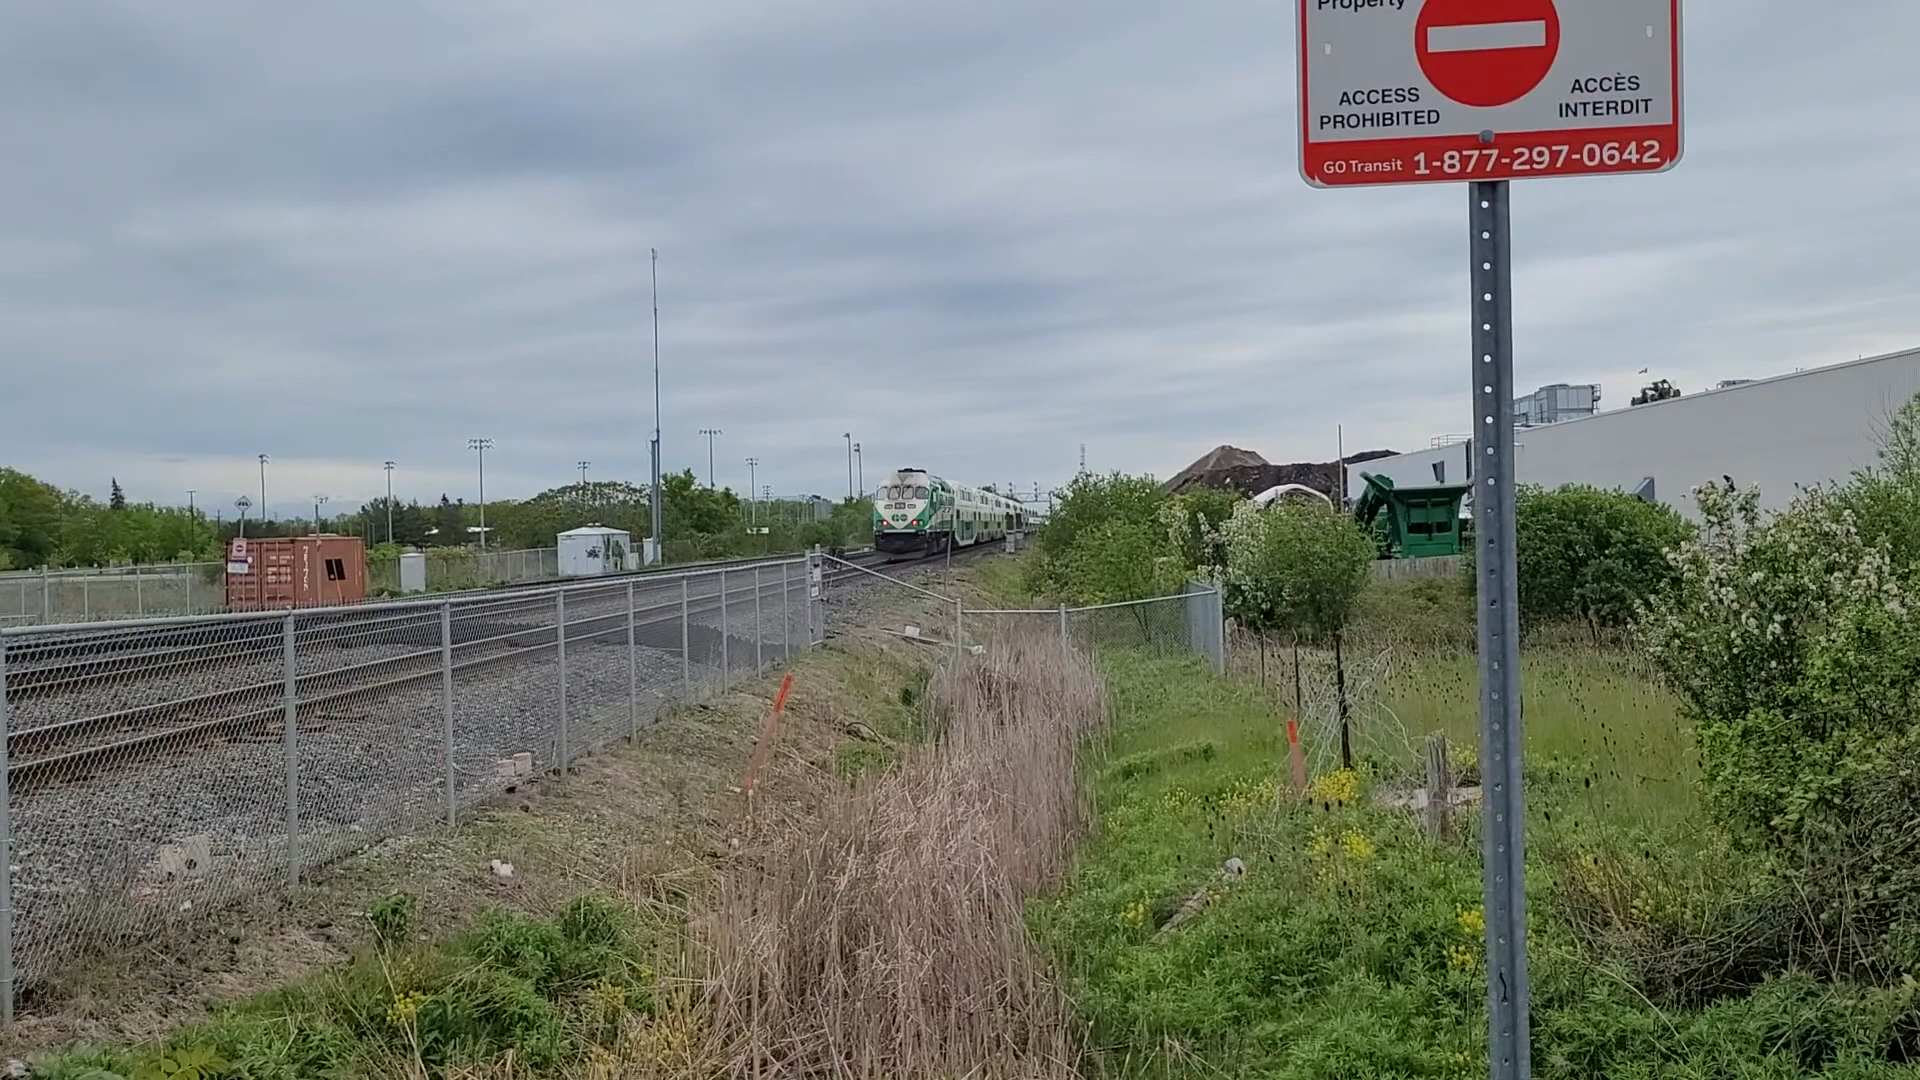 Property
ACCESS
PROHIBITED
ACCÈS
INTERDIT
GO Transit 1-877-297-0642